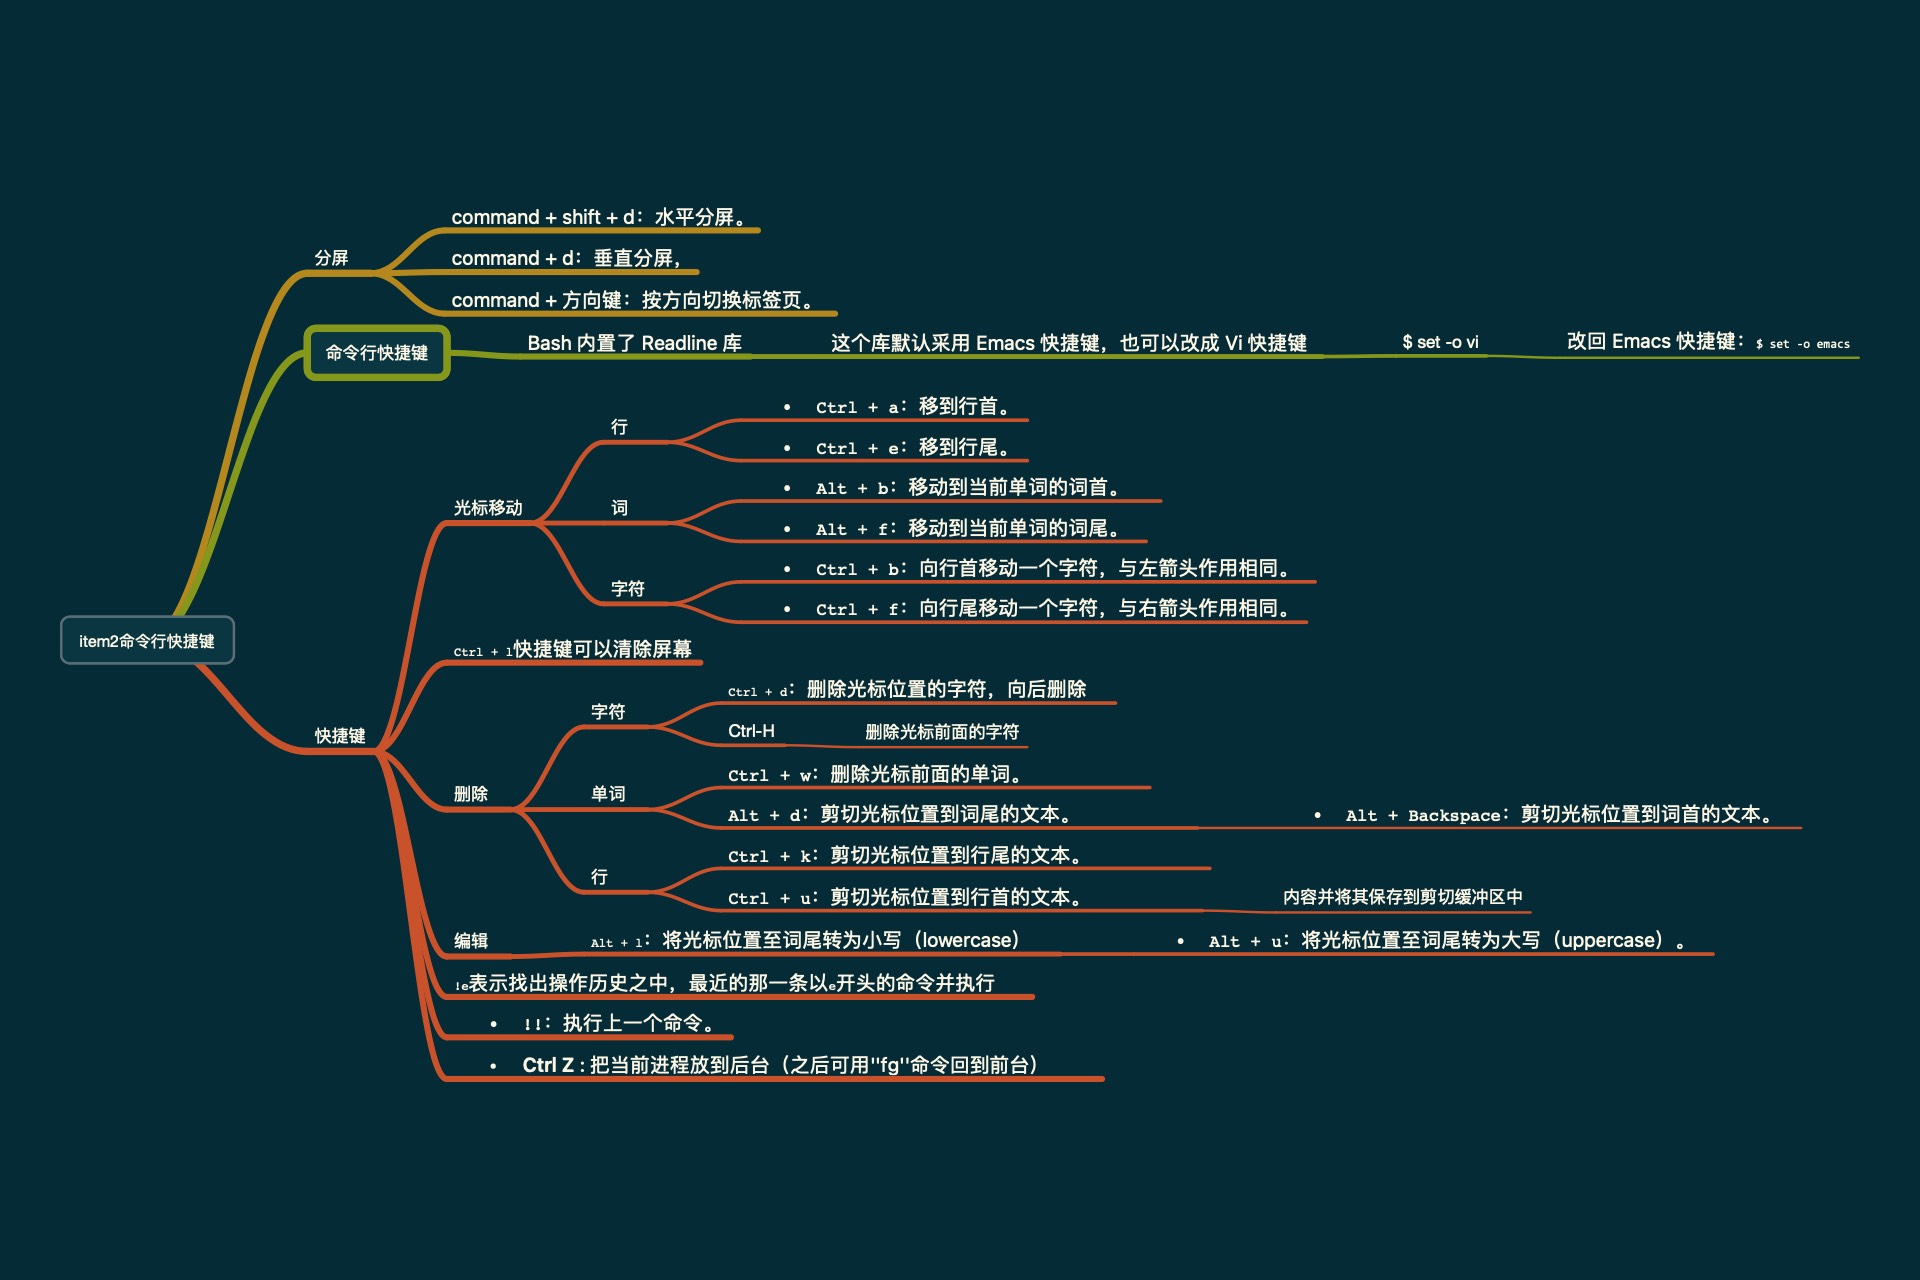 command + shift + d：水平分屏。
分屏
command + d：垂直分屏，
command + 方向键：按方向切换标签页。
命令行快捷键
Bash 内置了 Readline 库
这个库默认采用 Emacs 快捷键，也可以改成 Vi 快捷键
$ set -o vi
改回 Emacs 快捷键：$ set -o emacs
• Ctrl + a：移到行首。
行
• Ctrl + e：移到行尾。
• Alt + b：移动到当前单词的词首。
光标移动
词
• Alt + f：移动到当前单词的词尾。
• Ctrl + b：向行首移动一个字符，与左箭头作用相同。
字符
• Ctrl + f：向行尾移动一个字符，与右箭头作用相同。
item2命令行快捷键
Ctrl + l快捷键可以清除屏幕
快捷键
Ctrl + d：删除光标位置的字符，向后删除
字符
Ctrl-H
删除光标前面的字符
Ctrl + w：删除光标前面的单词。
删除
单词
Alt + d：剪切光标位置到词尾的文本。
• Alt + Backspace：剪切光标位置到词首的文本。
Ctrl + k：剪切光标位置到行尾的文本。
行
Ctrl + u：剪切光标位置到行首的文本。
内容并将其保存到剪切缓冲区中
编辑
Alt + l：将光标位置至词尾转为小写（lowercase）
• Alt + u：将光标位置至词尾转为大写（uppercase）。
!e表示找出操作历史之中，最近的那一条以e开头的命令并执行
• !!：执行上一个命令。
• Ctrl Z : 把当前进程放到后台（之后可用"fg"命令回到前台）